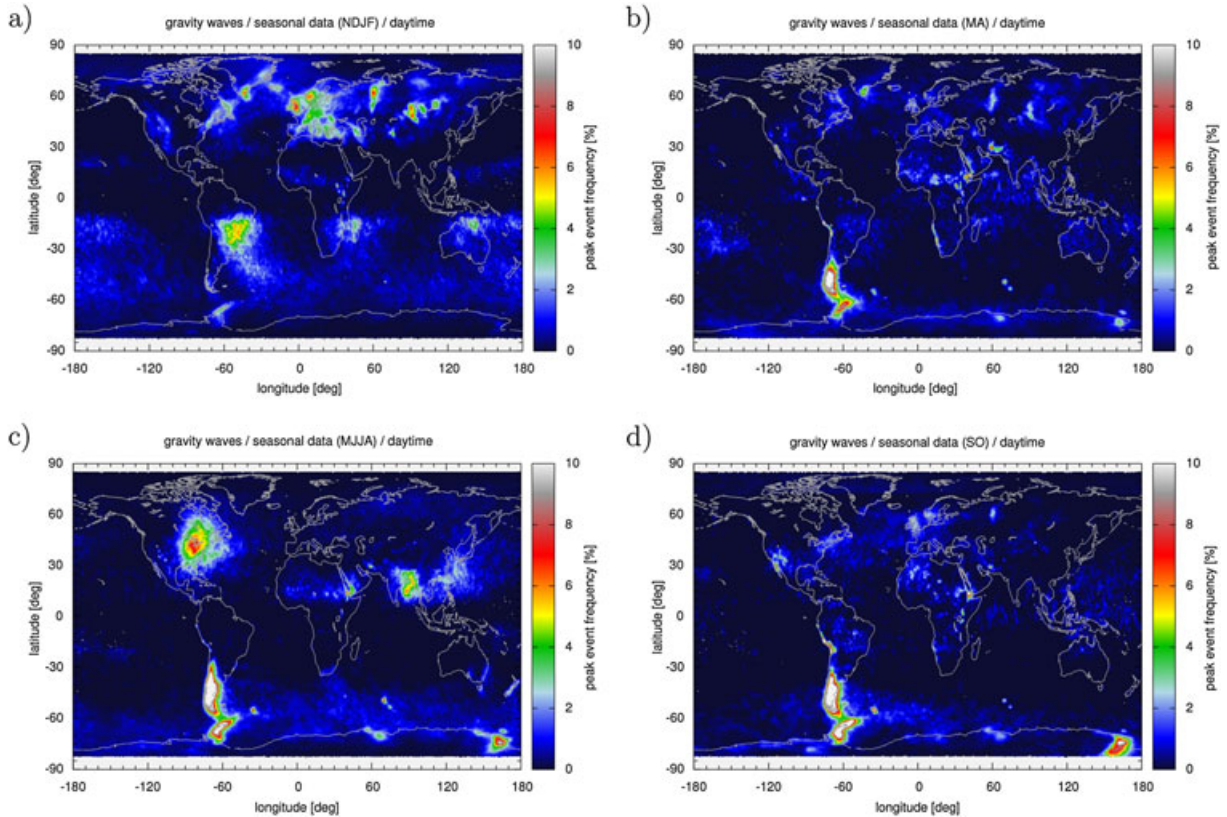 a)
gravity waves / seasonal data (NDJF) / daytime
90
60
30
0
-30
-60
-90
latitude [deg]
-180 -120 -60 0 60 120 180
longitude [deg]
10
8
6
4
2
0
peak event frequency [%]
b)
gravity waves / seasonal data (MA) / daytime
90
60
30
0
-30
-60
-90
latitude [deg]
-180 -120 -60 0 60 120 180
longitude [deg]
10
8
6
4
2
0
peak event frequency [%]
c)
gravity waves / seasonal data (MJJA) / daytime
90
60
30
0
-30
-60
-90
latitude [deg]
-180 -120 -60 0 60 120 180
longitude [deg]
10
8
6
4
2
0
peak event frequency [%]
d)
gravity waves / seasonal data (SO) / daytime
90
60
30
0
-30
-60
-90
latitude [deg]
-180 -120 -60 0 60 120 180
longitude [deg]
10
8
6
4
2
0
peak event frequency [%]